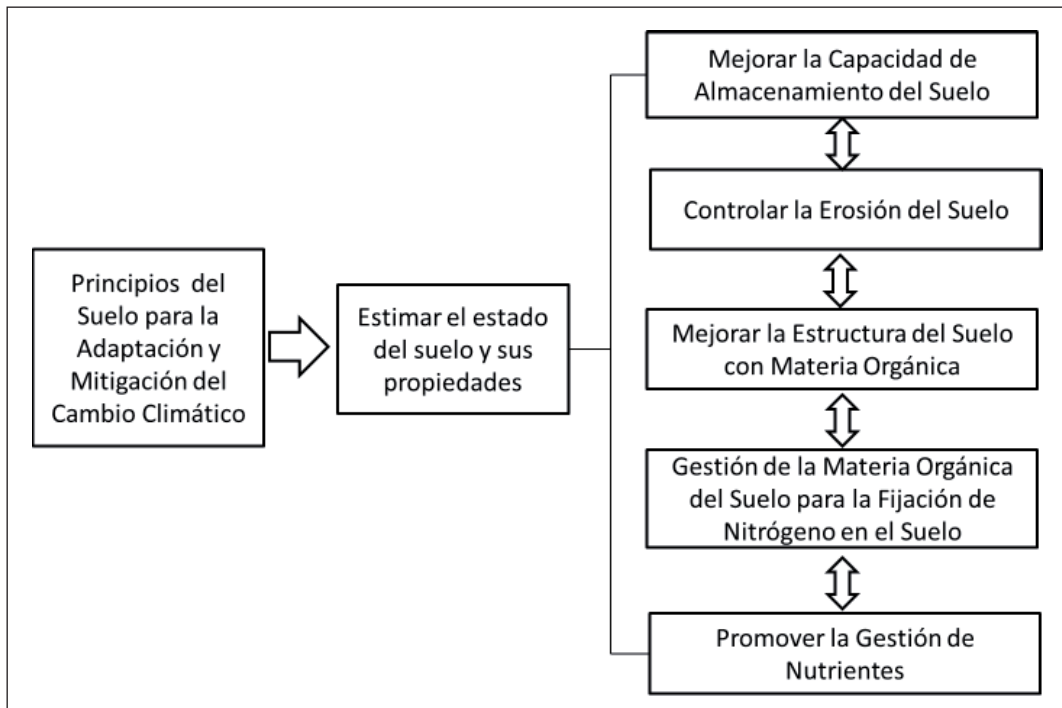 Principios del
Suelo para la
Adaptación y
Mitigación del
Cambio Climático
Estimar el estado
del suelo y sus
propiedades
Mejorar la Capacidad de
Almacenamiento del Suelo
Controlar la Erosión del Suelo
Mejorar la Estructura del Suelo
con Materia Orgánica
Gestión de la Materia Orgánica
del Suelo para la Fijación de
Nitrógeno en el Suelo
Promover la Gestión de
Nutrientes